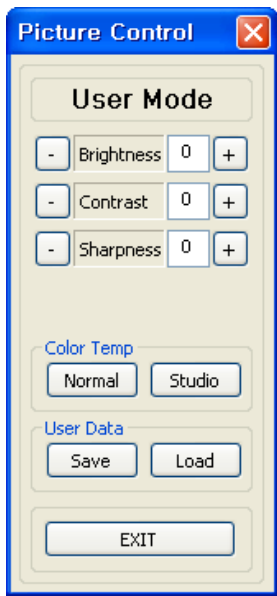 Picture Control
User Mode
- Brightness 0 +
- Contrast 0 +
- Sharpness 0 +
Color Temp
Normal Studio
User Data
Save Load
EXIT